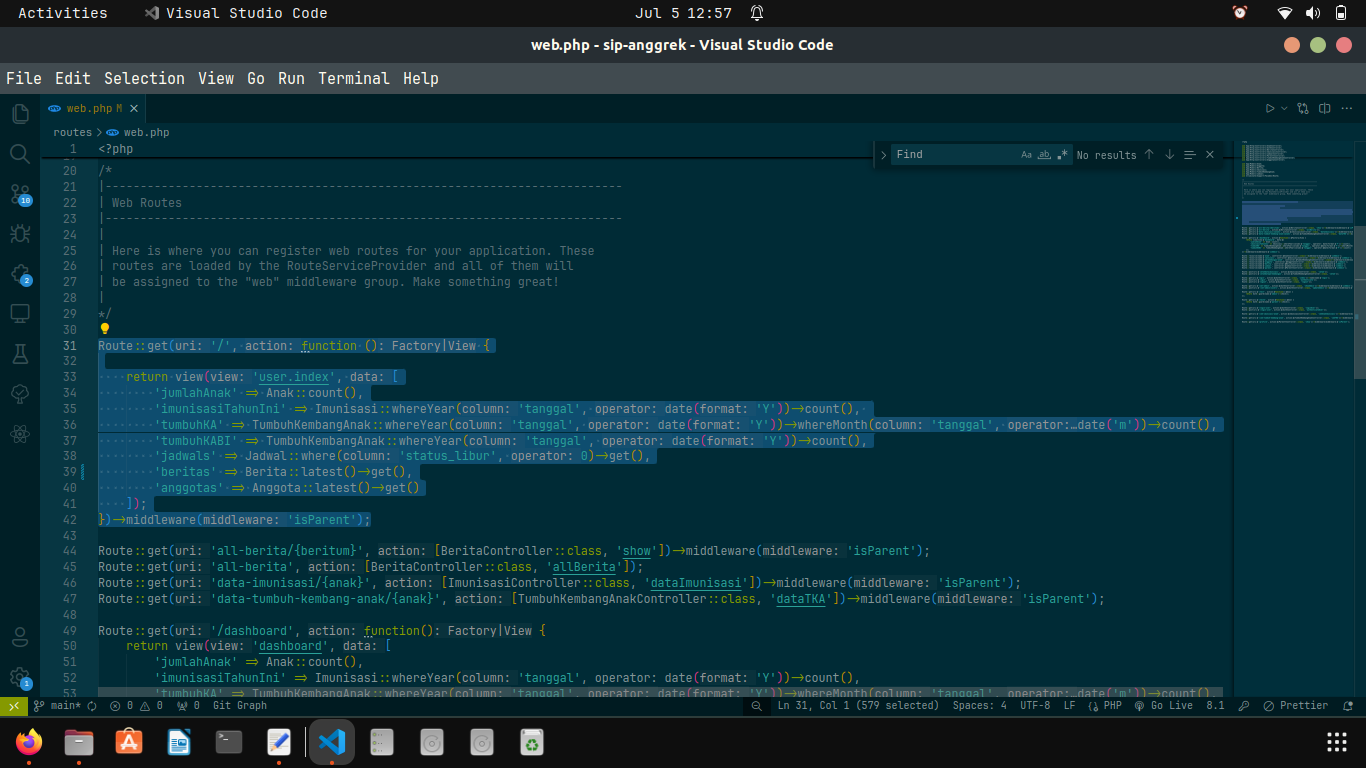 Activities
Visual Studio Code
Jul 5 12:57
web.php - sip-anggrek - Visual Studio Code
File Edit Selection View Go Run Terminal Help
web.php M
routes > web.php
1 <?php
Find Aa ab .* No results
20 /*
21 |--------------------------------------------------------------------------
22 | Web Routes
23 |--------------------------------------------------------------------------
24 |
25 | Here is where you can register web routes for your application. These
26 | routes are loaded by the RouteServiceProvider and all of them will
27 | be assigned to the "web" middleware group. Make something great!
28 |
29 */
30
31 Route::get(uri: '/', action: function (): Factory|View {
32
33 return view(view: 'user.index', data: [
34 'jumlahAnak' => Anak::count(),
35 'imunisasiTahunIni' => Imunisasi::whereYear(column: 'tanggal', operator: date(format: 'Y'))->count(),
36 'tumbuhKA' => TumbuhKembangAnak::whereYear(column: 'tanggal', operator: date(format: 'Y'))->whereMonth(column: 'tanggal', operator:…date('m'))->count(),
37 'tumbuhKABI' => TumbuhKembangAnak::whereYear(column: 'tanggal', operator: date(format: 'Y'))->count(),
38 'jadwals' => Jadwal::where(column: 'status_libur', operator: 0)->get(),
39 'beritas' => Berita::latest()->get(),
40 'anggotas' => Anggota::latest()->get()
41 ]);
42 })->middleware(middleware: 'isParent');
43
44 Route::get(uri: 'all-berita/{beritum}', action: [BeritaController::class, 'show'])->middleware(middleware: 'isParent');
45 Route::get(uri: 'all-berita', action: [BeritaController::class, 'allBerita']);
46 Route::get(uri: 'data-imunisasi/{anak}', action: [ImunisasiController::class, 'dataImunisasi'])->middleware(middleware: 'isParent');
47 Route::get(uri: 'data-tumbuh-kembang-anak/{anak}', action: [TumbuhKembangAnakController::class, 'dataTKA'])->middleware(middleware: 'isParent');
48
49 Route::get(uri: '/dashboard', action: function(): Factory|View {
50 return view(view: 'dashboard', data: [
51 'jumlahAnak' => Anak::count(),
52 'imunisasiTahunIni' => Imunisasi::whereYear(column: 'tanggal', operator: date(format: 'Y'))->count(),
53 'tumbuhKA' => TumbuhKembangAnak::whereYear(column: 'tanggal', operator: date(format: 'Y'))->whereMonth(column: 'tanggal', operator:…date('m'))->count(),
10
2
1
main* 0 0 0 Git Graph Ln 31, Col 1 (579 selected) Spaces: 4 UTF-8 LF PHP Go Live 8.1 Prettier